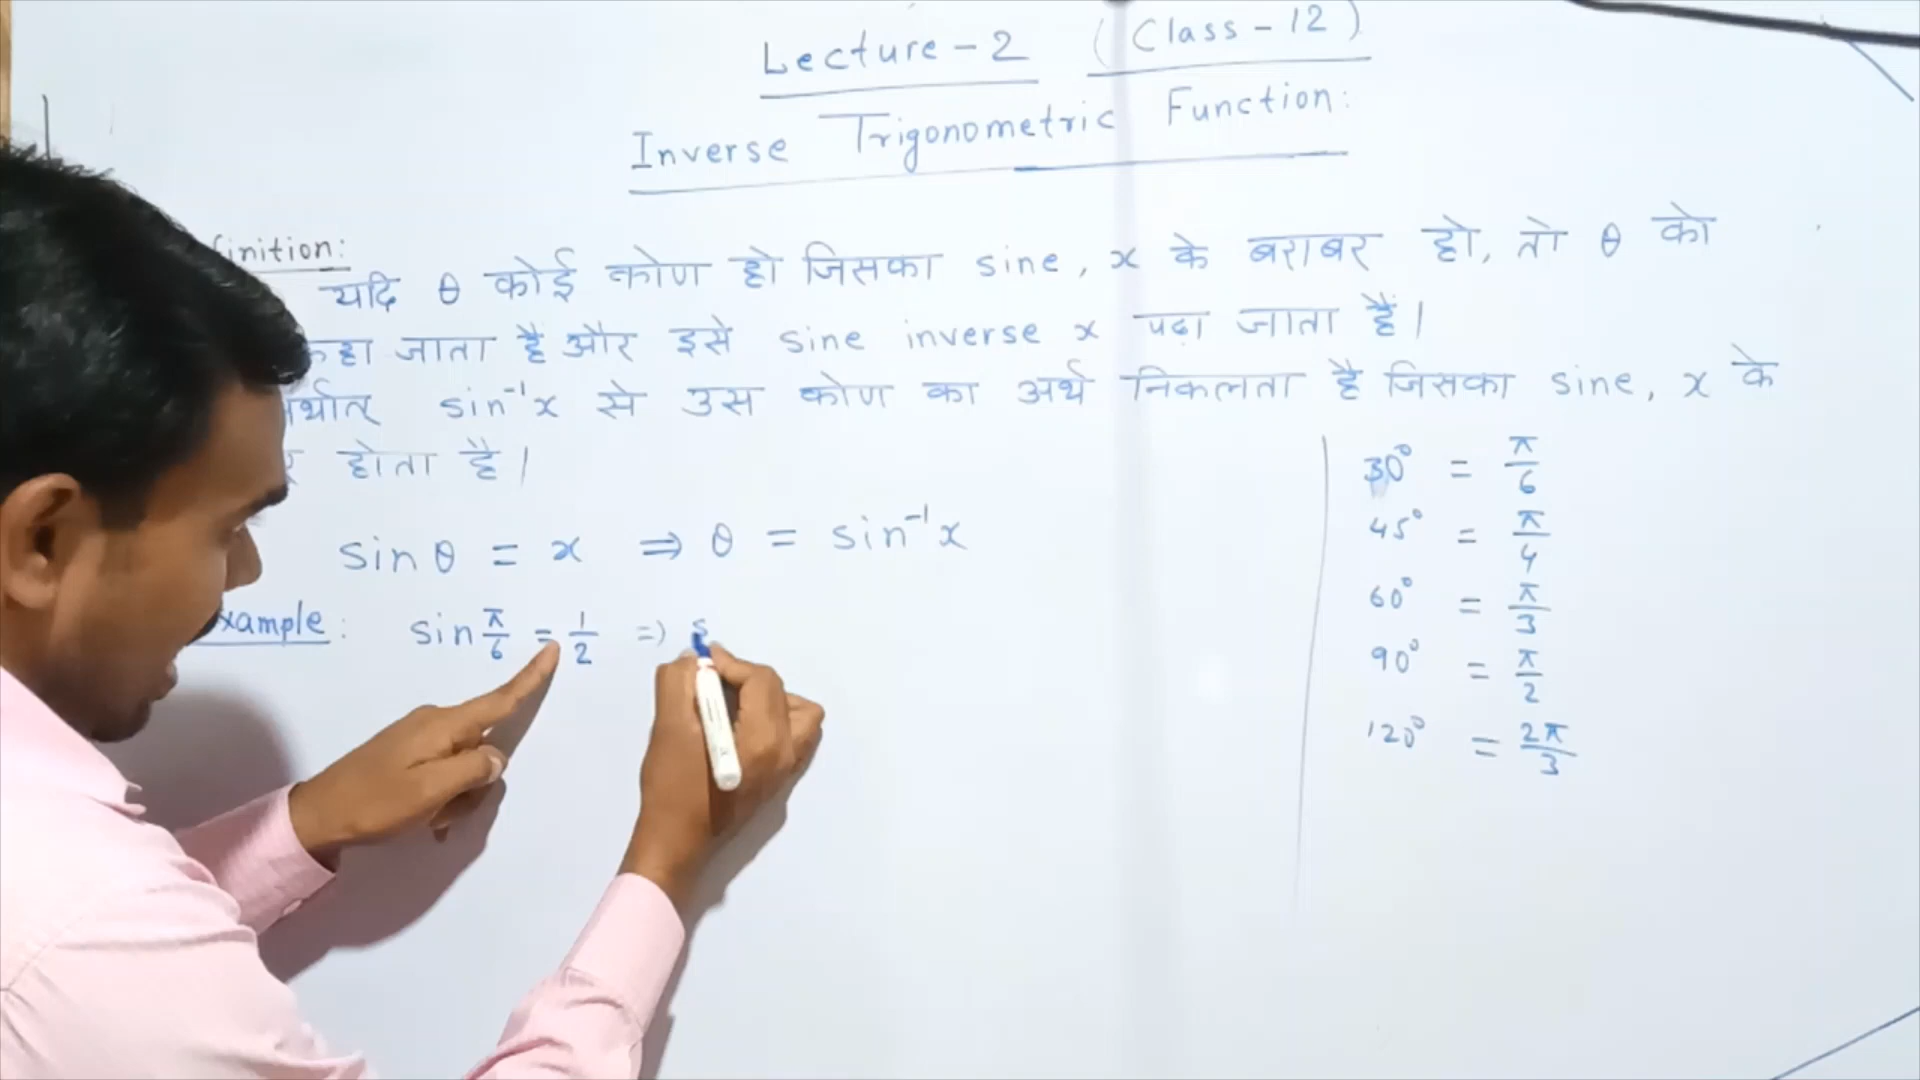 Lecture - 2 (Class - 12)
Inverse Trigonometric Function:
inition:
यदि θ कोई कोण हो जिसका sine, x के बराबर हो, तो θ को
कहा जाता है और इसे sine inverse x पढ़ा जाता है।
sin⁻¹x से उस कोण का अर्थ निकलता है जिसका sine, x के
होता है।
sin θ = x ⇒ θ = sin⁻¹x
xample: sin π/6 = 1/2 ⇒ s
30° = π/6
45° = π/4
60° = π/3
90° = π/2
120° = 2π/3